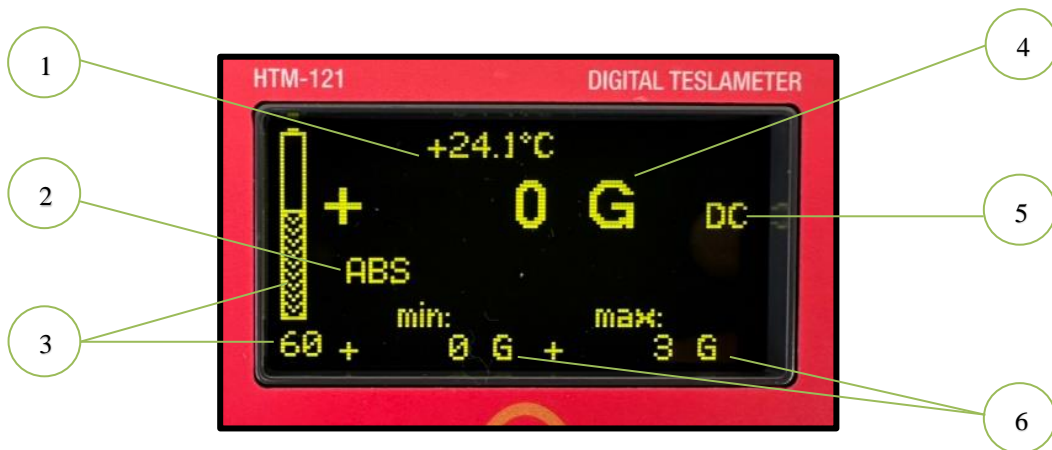 1
4
HTM-121 DIGITAL TESLAMETER
+24.1°C
+ 0 G DC
2
5
ABS
min: max:
3
60 + 0 G + 3 G
6